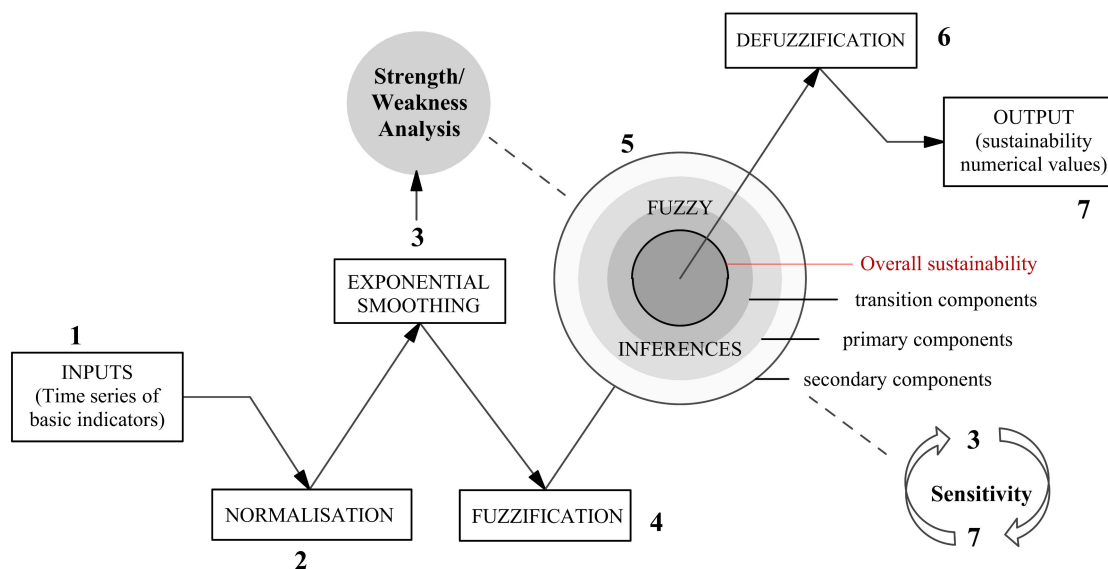 6
DEFUZZIFICATION
Strength/
Weakness
Analysis
OUTPUT
(sustainability
numerical values)
7
5
FUZZY
INFERENCES
Overall sustainability
transition components
primary components
secondary components
3
EXPONENTIAL
SMOOTHING
1
INPUTS
(Time series of
basic indicators)
NORMALISATION
2
FUZZIFICATION
4
3
Sensitivity
7